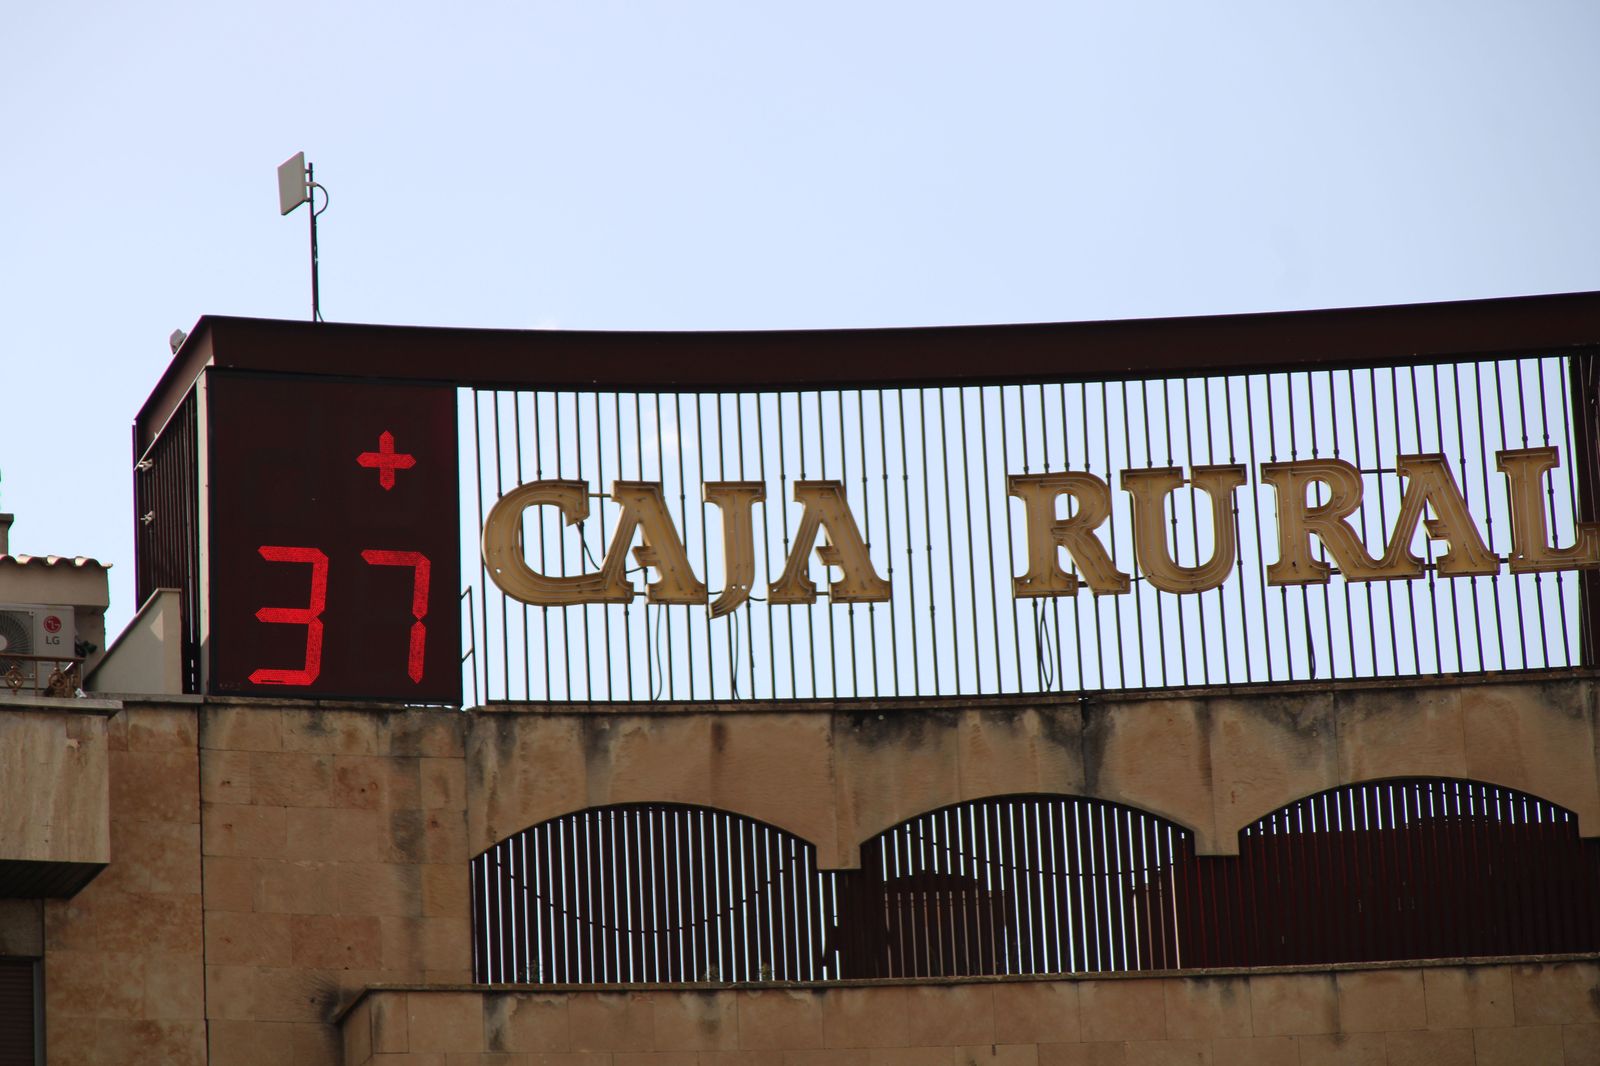 +
37
CAJA RURAL
LG